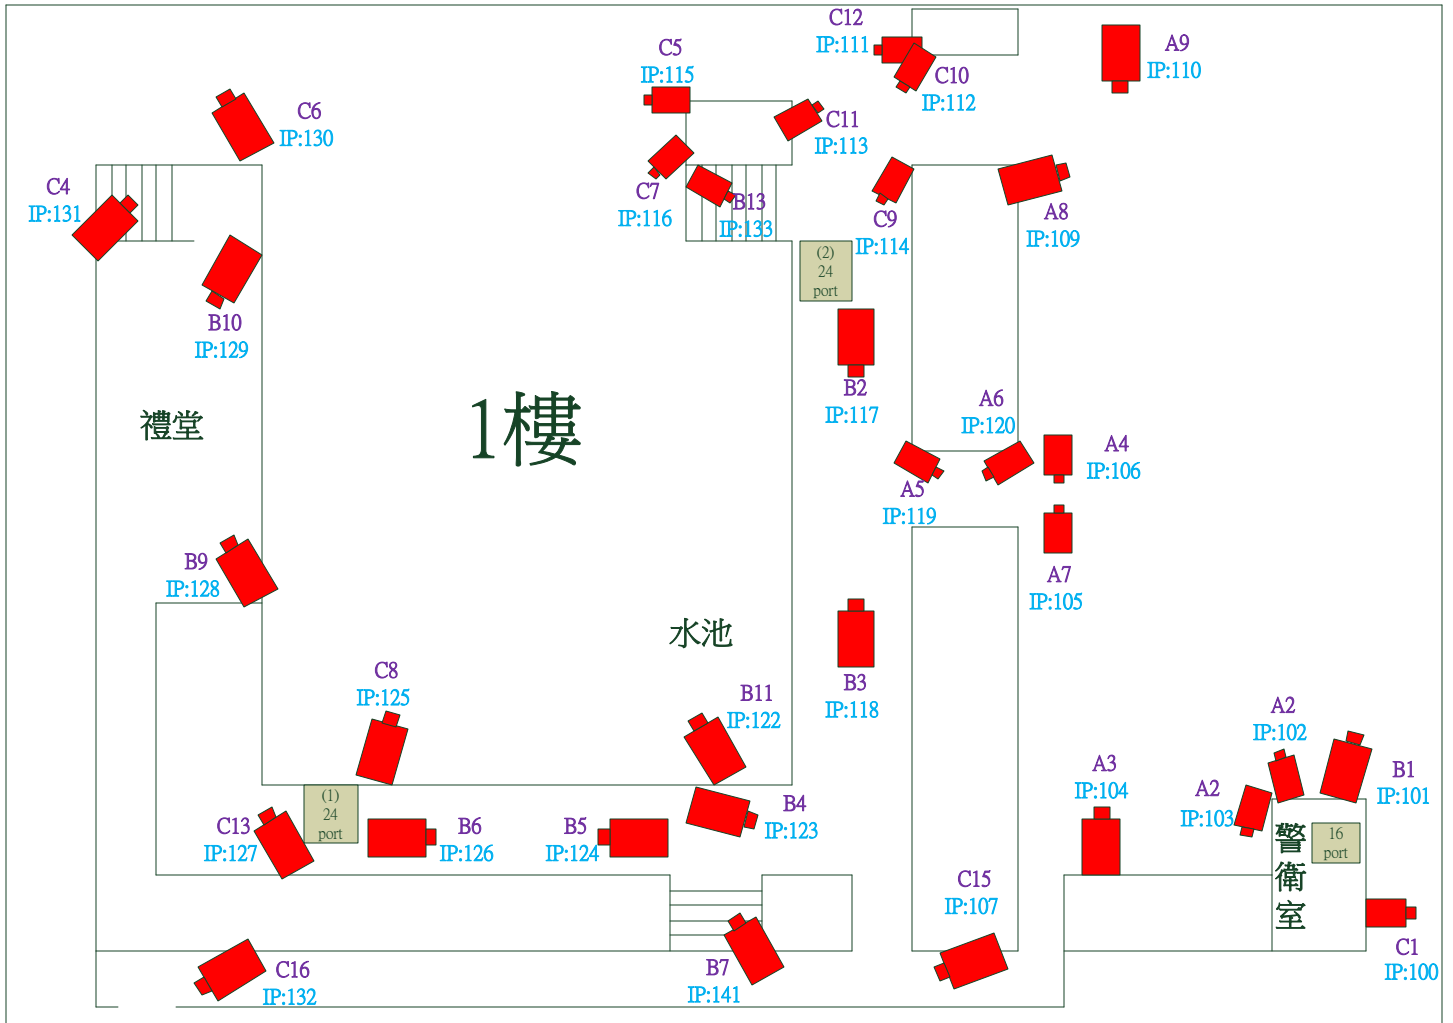 C12
IP:111
A9
IP:110
C5
IP:115
C10
IP:112
C6
IP:130
C11
IP:113
C4
IP:131
C7
IP:116
B13
IP:133
C9
IP:114
A8
IP:109
(2)
24
port
B10
IP:129
B2
IP:117
禮堂
1樓
A6
IP:120
A4
IP:106
A5
IP:119
B9
IP:128
A7
IP:105
水池
C8
IP:125
B11
IP:122
B3
IP:118
A2
IP:102
A3
IP:104
A2
IP:103
B1
IP:101
(1)
24
port
C13
IP:127
B6
IP:126
B5
IP:124
B4
IP:123
警衛室
16
port
C15
IP:107
C1
IP:100
C16
IP:132
B7
IP:141